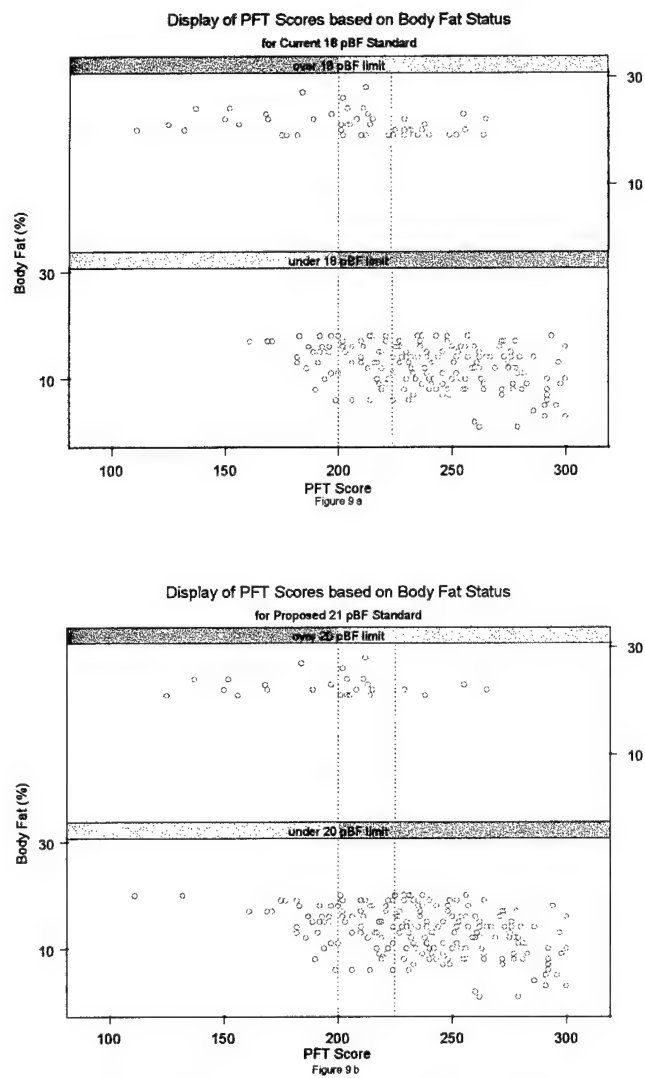 Display of PFT Scores based on Body Fat Status
for Current 18 pBF Standard
over 18 pBF limit
30
10
under 18 pBF limit
30
10
Body Fat (%)
100 150 200 250 300
PFT Score
Figure 9 a
Display of PFT Scores based on Body Fat Status
for Proposed 21 pBF Standard
over 20 pBF limit
30
10
under 20 pBF limit
30
10
Body Fat (%)
100 150 200 250 300
PFT Score
Figure 9 b